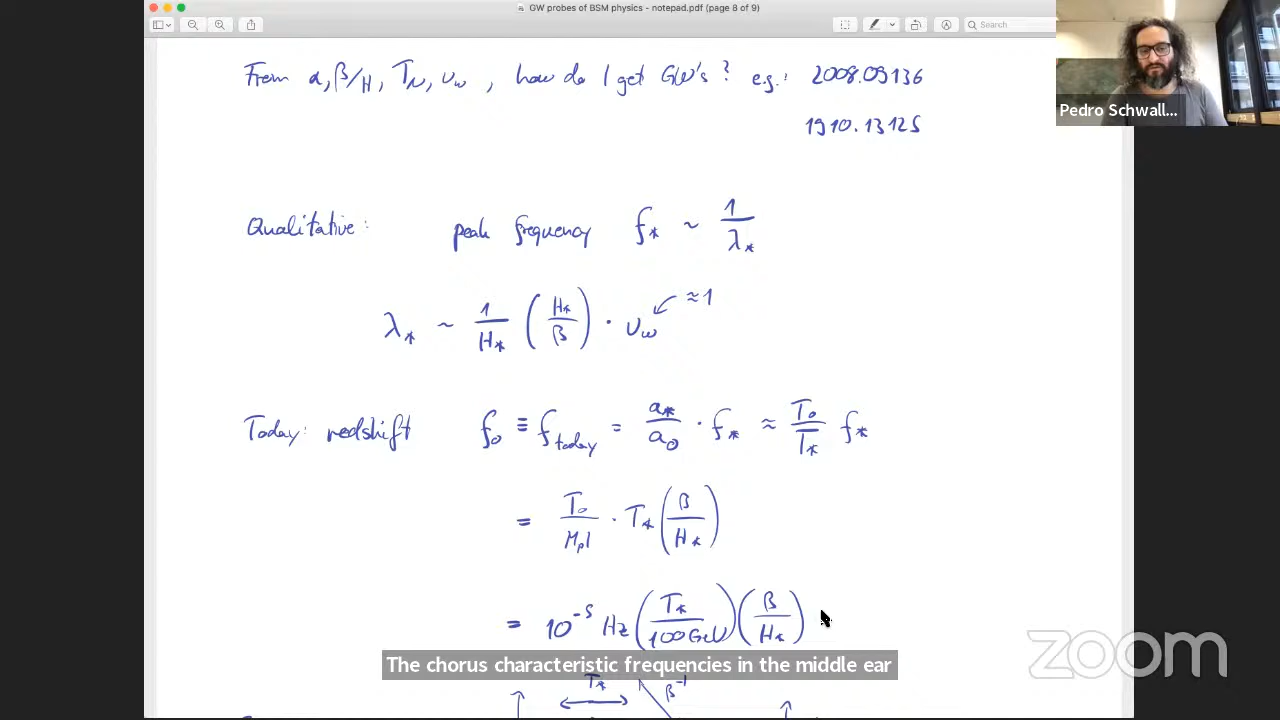 GW probes of BSM physics - notepad.pdf (page 8 of 9)
Search
Pedro Schwall...
From α, β/H, T_N, v_w, how do I get GW's? e.g.: 2008.09136
1910.13125
Qualitative: peak frequency f_* ~ 1/λ_*
λ_* ~ 1/H_* (H_*/β) · v_w ≈1
Today: redshift f_0 ≡ f_today = a_*/a_0 · f_* ≈ T_0/T_* f_*
= T_0/M_pl · T_* (β/H_*)
= 10^-5 Hz (T_*/100 GeV) (β/H_*)
The chorus characteristic frequencies in the middle ear
T_* β^-1
zoom